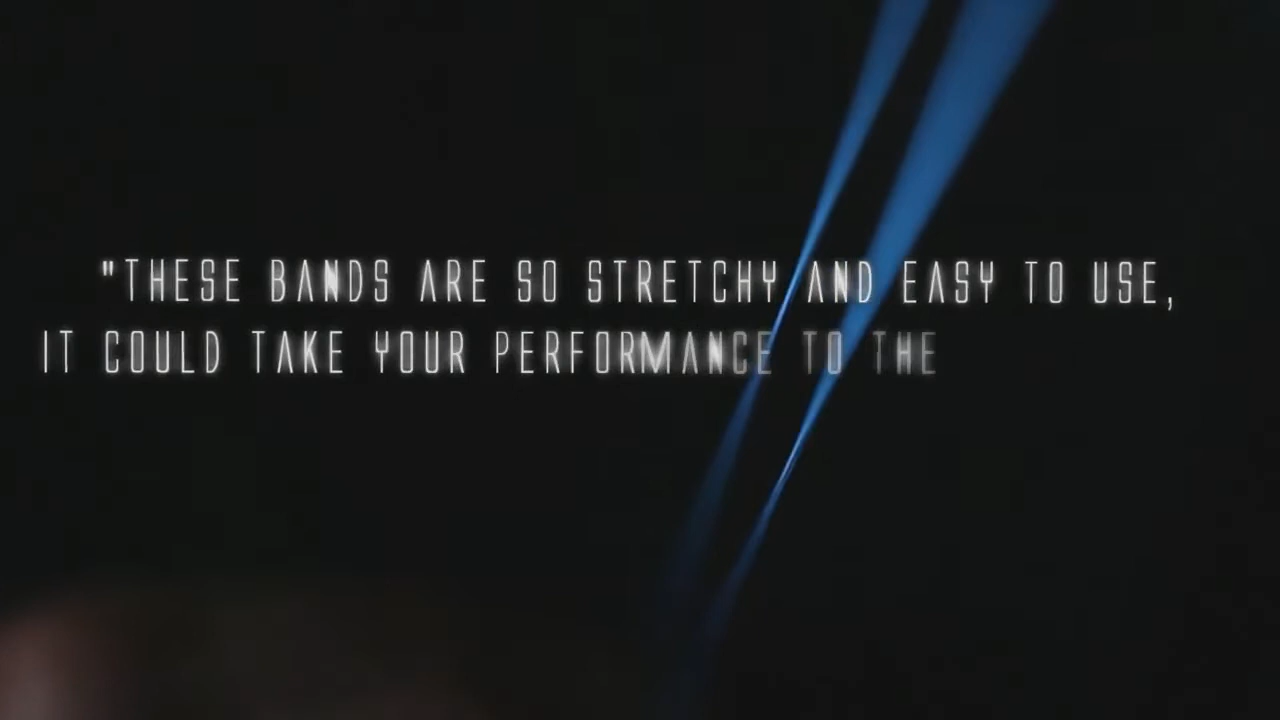 "THESE BANDS ARE SO STRETCHY AND EASY TO USE,
IT COULD TAKE YOUR PERFORMANCE TO THE